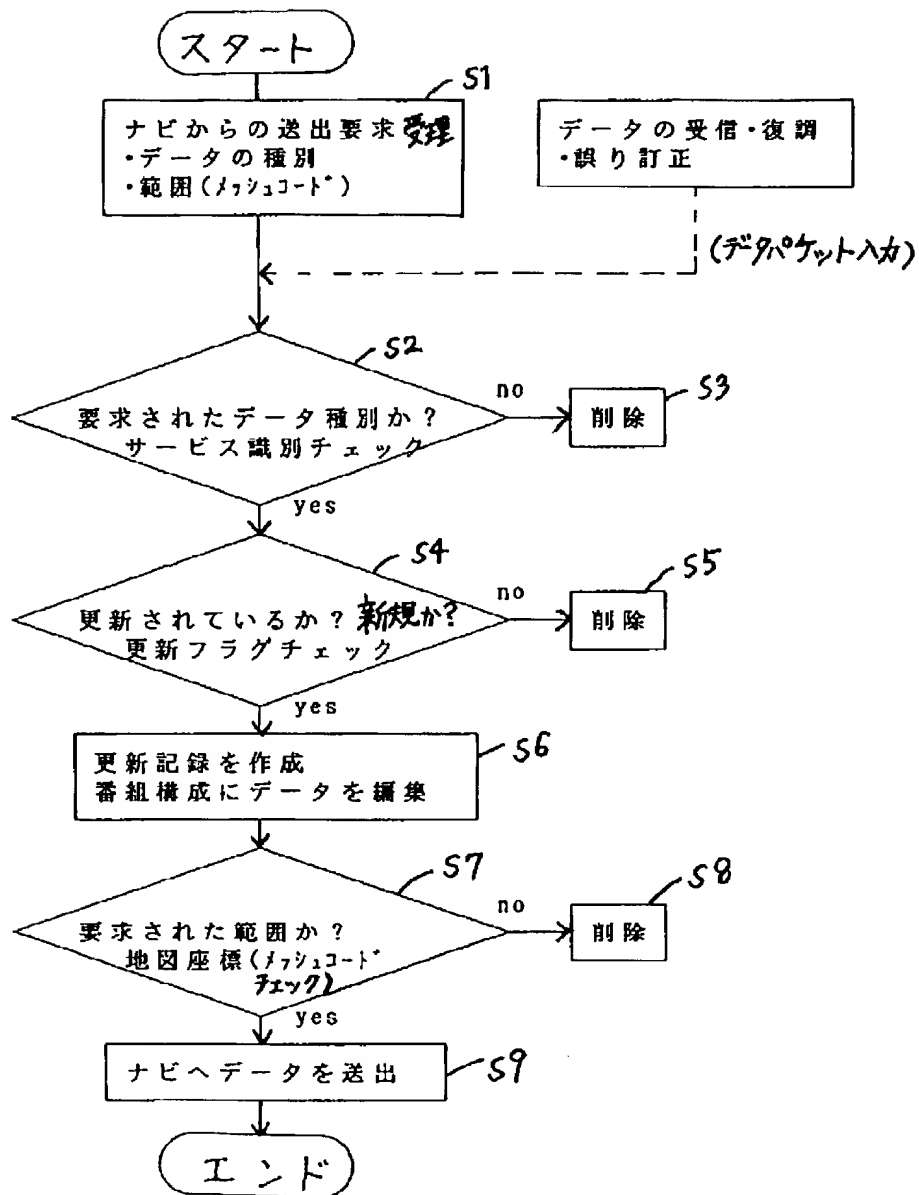 スタート
S1
ナビからの送出要求受理
・データの種別
・範囲(メッシュコード)
データの受信・復調
・誤り訂正
(データパケット入力)
S2
要求されたデータ種別か?
サービス識別チェック
no
S3
削除
yes
S4
更新されているか?新規か?
更新フラグチェック
no
S5
削除
yes
S6
更新記録を作成
番組構成にデータを編集
S7
要求された範囲か?
地図座標(メッシュコード
チェック)
no
S8
削除
yes
ナビへデータを送出
S9
エンド